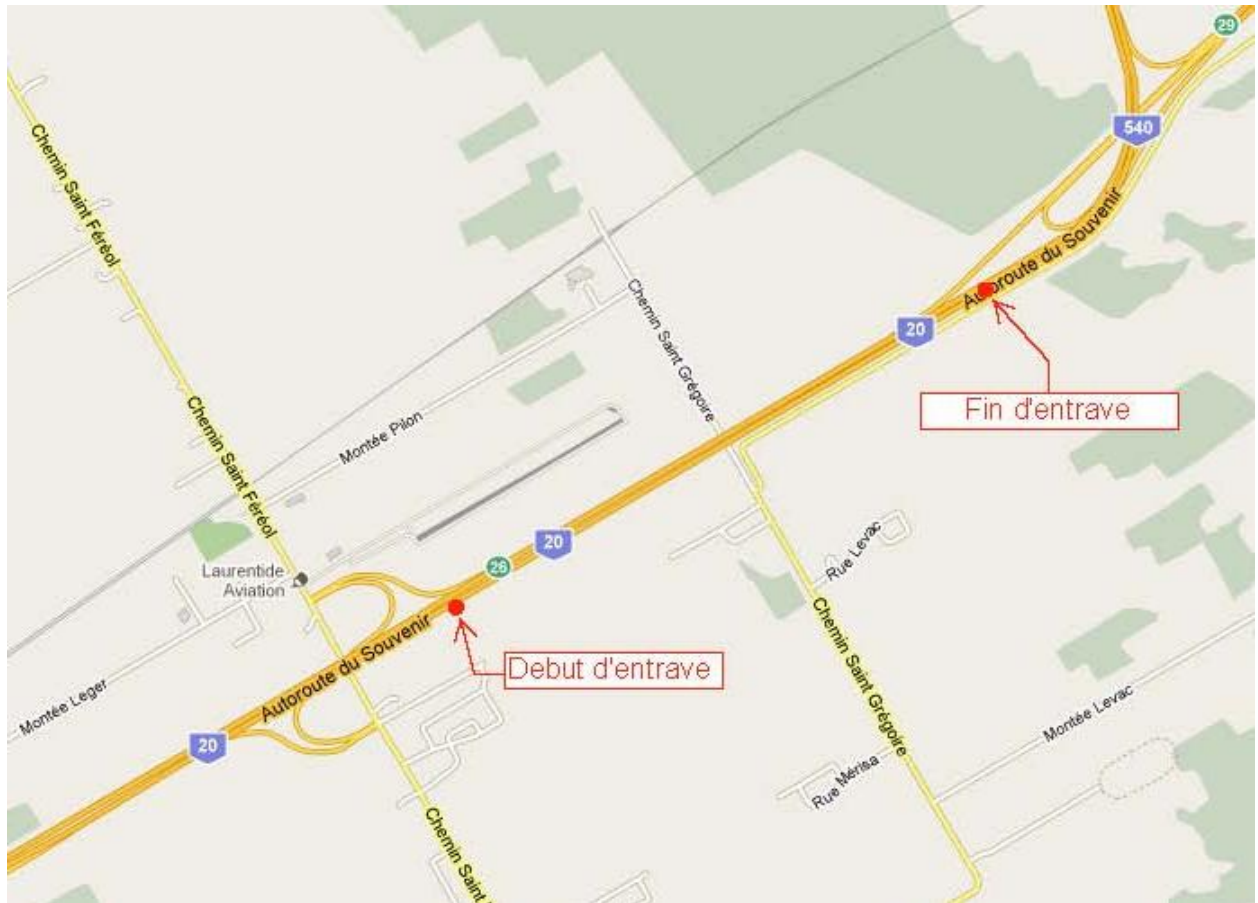 29
540
Chemin Saint Féréol
Autoroute du Souvenir
Chemin Saint Grégoire
20
Fin d'entrave
Montée Pilon
Chemin Saint Féréol
Rue Levac
20
26
Laurentide
Aviation
Debut d'entrave
Chemin Saint Grégoire
Autoroute du Souvenir
Montée Leger
Montée Levac
20
Rue Mérisa
Chemin Saint